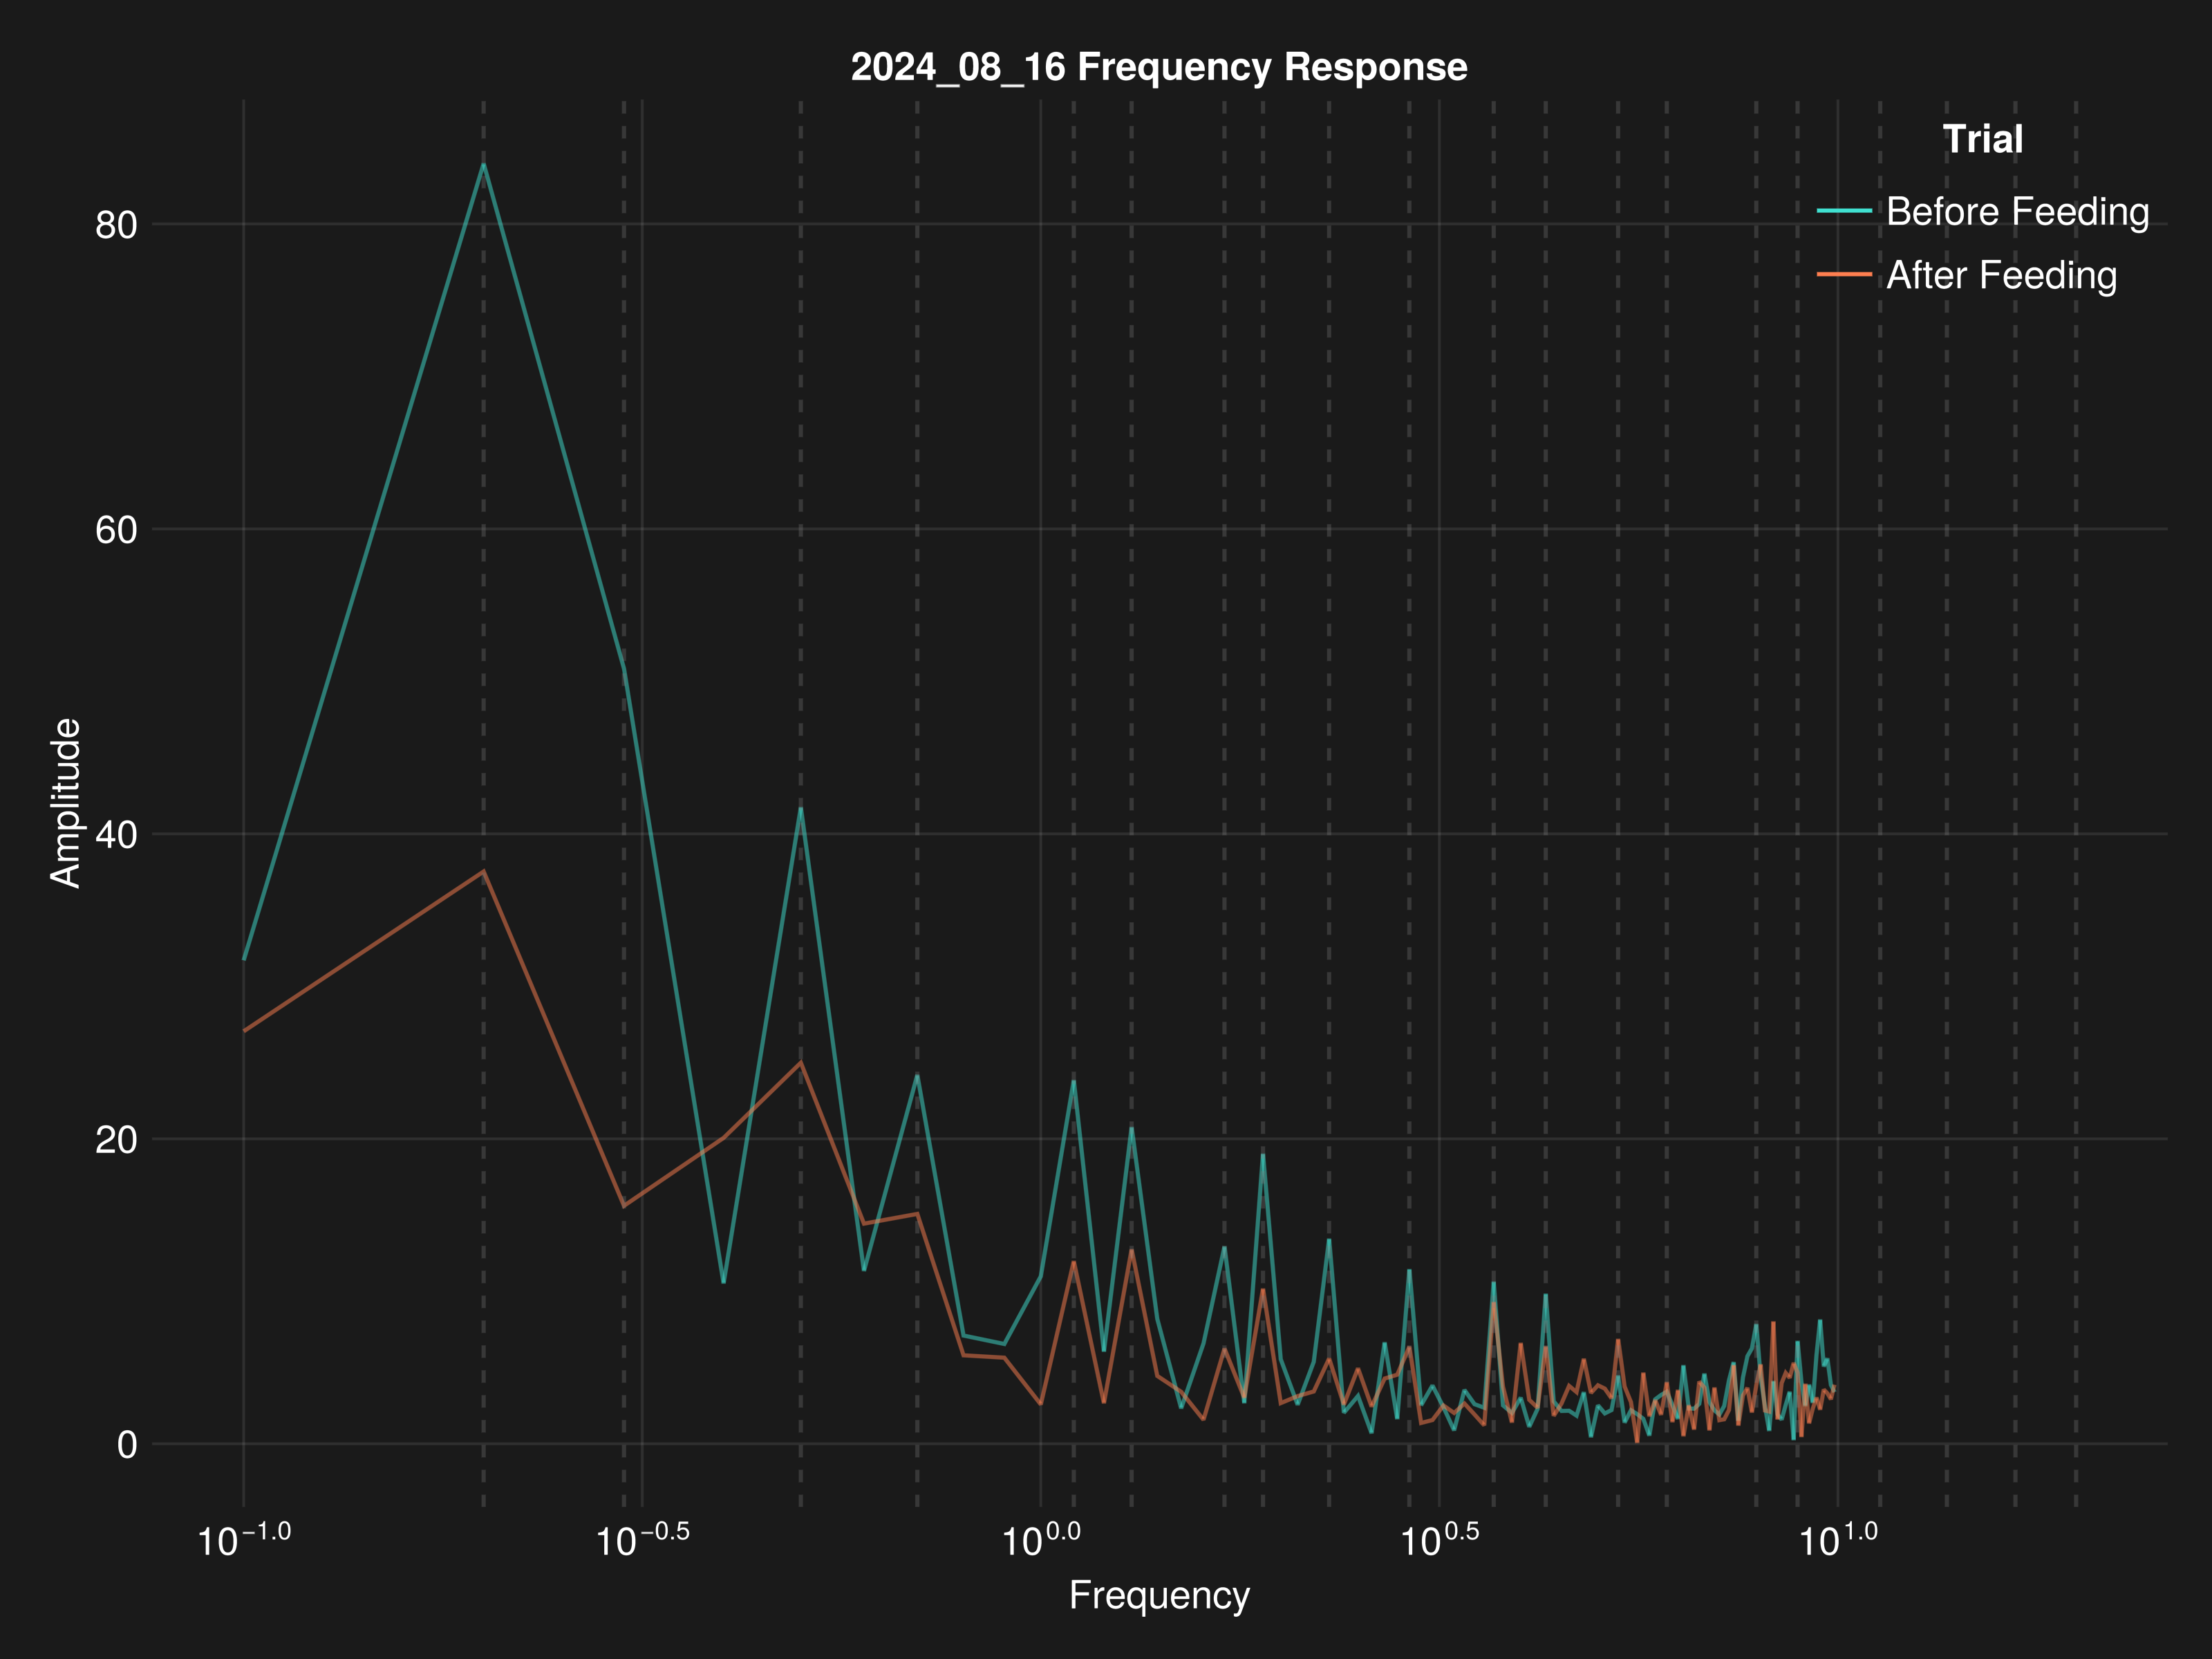 2024_08_16 Frequency Response
Trial
Before Feeding
After Feeding
80
60
40
20
0
Amplitude
10^−1.0 10^−0.5 10^0.0 10^0.5 10^1.0
Frequency